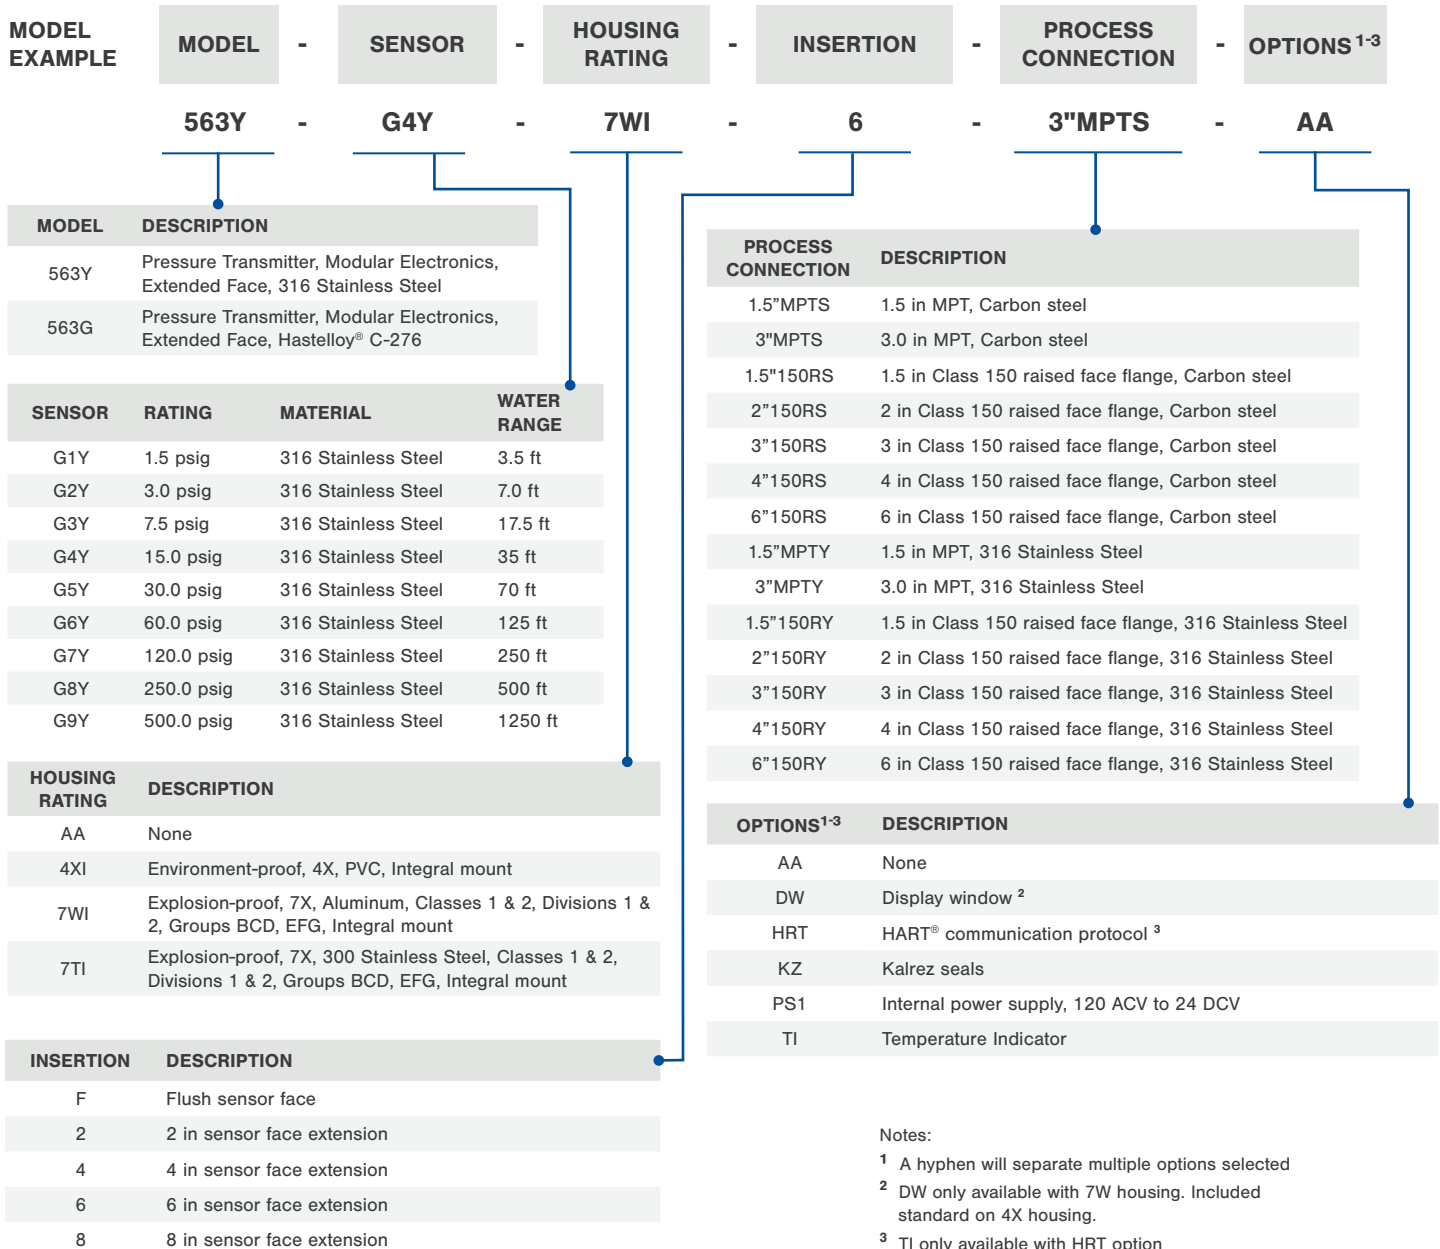 MODEL EXAMPLE
MODEL - SENSOR - HOUSING RATING - INSERTION - PROCESS CONNECTION - OPTIONS 1-3
563Y - G4Y - 7WI - 6 - 3"MPTS - AA
MODEL DESCRIPTION
563Y Pressure Transmitter, Modular Electronics,
Extended Face, 316 Stainless Steel
563G Pressure Transmitter, Modular Electronics,
Extended Face, Hastelloy® C-276
SENSOR RATING MATERIAL WATER RANGE
G1Y 1.5 psig 316 Stainless Steel 3.5 ft
G2Y 3.0 psig 316 Stainless Steel 7.0 ft
G3Y 7.5 psig 316 Stainless Steel 17.5 ft
G4Y 15.0 psig 316 Stainless Steel 35 ft
G5Y 30.0 psig 316 Stainless Steel 70 ft
G6Y 60.0 psig 316 Stainless Steel 125 ft
G7Y 120.0 psig 316 Stainless Steel 250 ft
G8Y 250.0 psig 316 Stainless Steel 500 ft
G9Y 500.0 psig 316 Stainless Steel 1250 ft
HOUSING RATING DESCRIPTION
AA None
4XI Environment-proof, 4X, PVC, Integral mount
7WI Explosion-proof, 7X, Aluminum, Classes 1 & 2, Divisions 1 &
2, Groups BCD, EFG, Integral mount
7TI Explosion-proof, 7X, 300 Stainless Steel, Classes 1 & 2,
Divisions 1 & 2, Groups BCD, EFG, Integral mount
INSERTION DESCRIPTION
F Flush sensor face
2 2 in sensor face extension
4 4 in sensor face extension
6 6 in sensor face extension
8 8 in sensor face extension
PROCESS CONNECTION DESCRIPTION
1.5”MPTS 1.5 in MPT, Carbon steel
3"MPTS 3.0 in MPT, Carbon steel
1.5"150RS 1.5 in Class 150 raised face flange, Carbon steel
2”150RS 2 in Class 150 raised face flange, Carbon steel
3”150RS 3 in Class 150 raised face flange, Carbon steel
4”150RS 4 in Class 150 raised face flange, Carbon steel
6”150RS 6 in Class 150 raised face flange, Carbon steel
1.5”MPTY 1.5 in MPT, 316 Stainless Steel
3”MPTY 3.0 in MPT, 316 Stainless Steel
1.5”150RY 1.5 in Class 150 raised face flange, 316 Stainless Steel
2”150RY 2 in Class 150 raised face flange, 316 Stainless Steel
3”150RY 3 in Class 150 raised face flange, 316 Stainless Steel
4”150RY 4 in Class 150 raised face flange, 316 Stainless Steel
6”150RY 6 in Class 150 raised face flange, 316 Stainless Steel
OPTIONS1-3 DESCRIPTION
AA None
DW Display window 2
HRT HART® communication protocol 3
KZ Kalrez seals
PS1 Internal power supply, 120 ACV to 24 DCV
TI Temperature Indicator
Notes:
1 A hyphen will separate multiple options selected
2 DW only available with 7W housing. Included
standard on 4X housing.
3 TI only available with HRT option